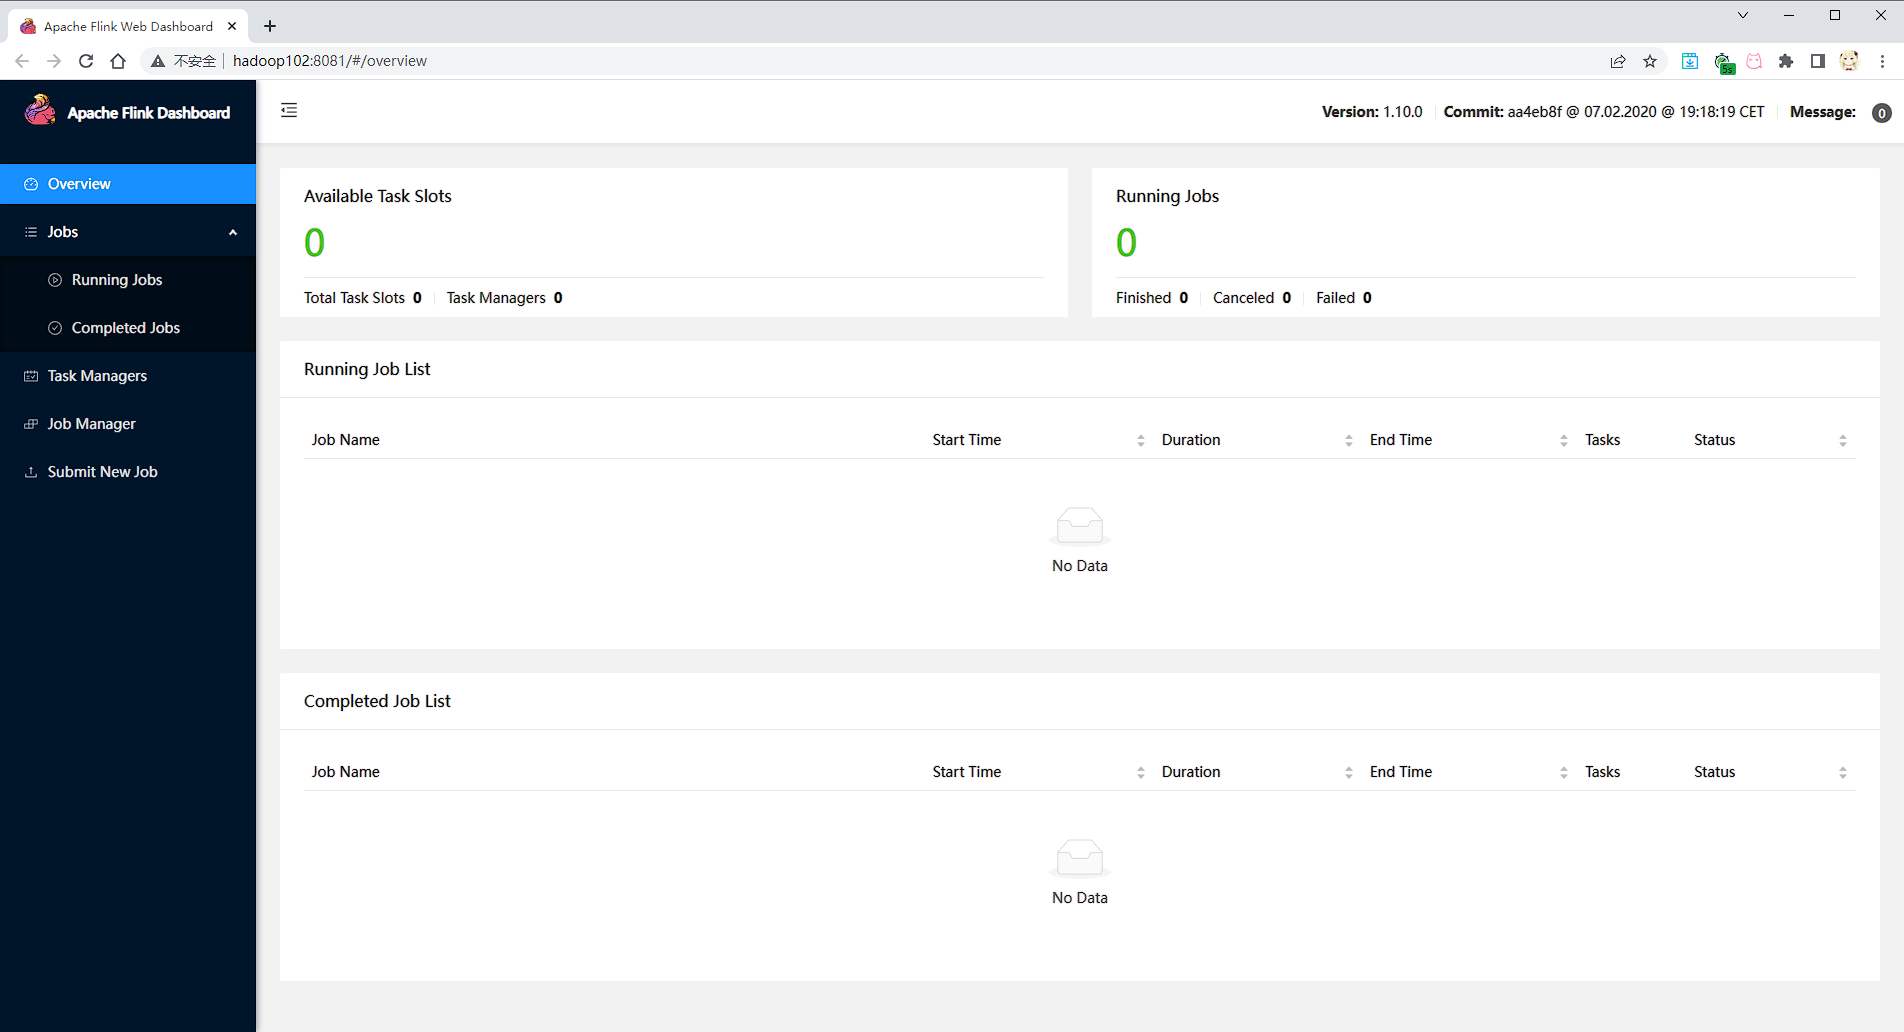 Apache Flink Web Dashboard
不安全 hadoop102:8081/#/overview
5s
Apache Flink Dashboard
Version: 1.10.0 Commit: aa4eb8f @ 07.02.2020 @ 19:18:19 CET Message: 0
Overview
Jobs
Running Jobs
Completed Jobs
Task Managers
Job Manager
Submit New Job
Available Task Slots
0
Total Task Slots 0 Task Managers 0
Running Jobs
0
Finished 0 Canceled 0 Failed 0
Running Job List
Job Name Start Time Duration End Time Tasks Status
No Data
Completed Job List
Job Name Start Time Duration End Time Tasks Status
No Data